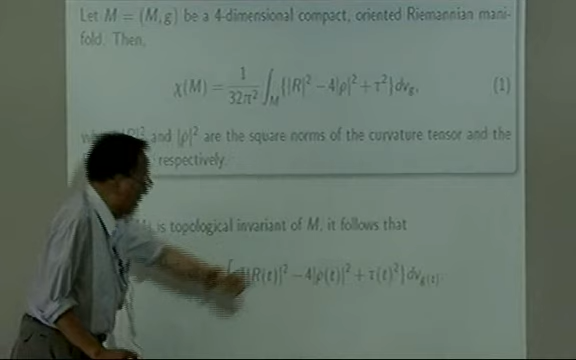 Let M = (M, g) be a 4-dimensional compact, oriented Riemannian mani-
fold. Then,
χ(M) = 1/32π² ∫_M {|R|² − 4|ρ|² + τ²} dv_g, (1)
|² and |ρ|² are the square norms of the curvature tensor and the
respectively.
is topological invariant of M, it follows that
|R(t)|² − 4|ρ(t)|² + τ(t)²} dv_g(t).